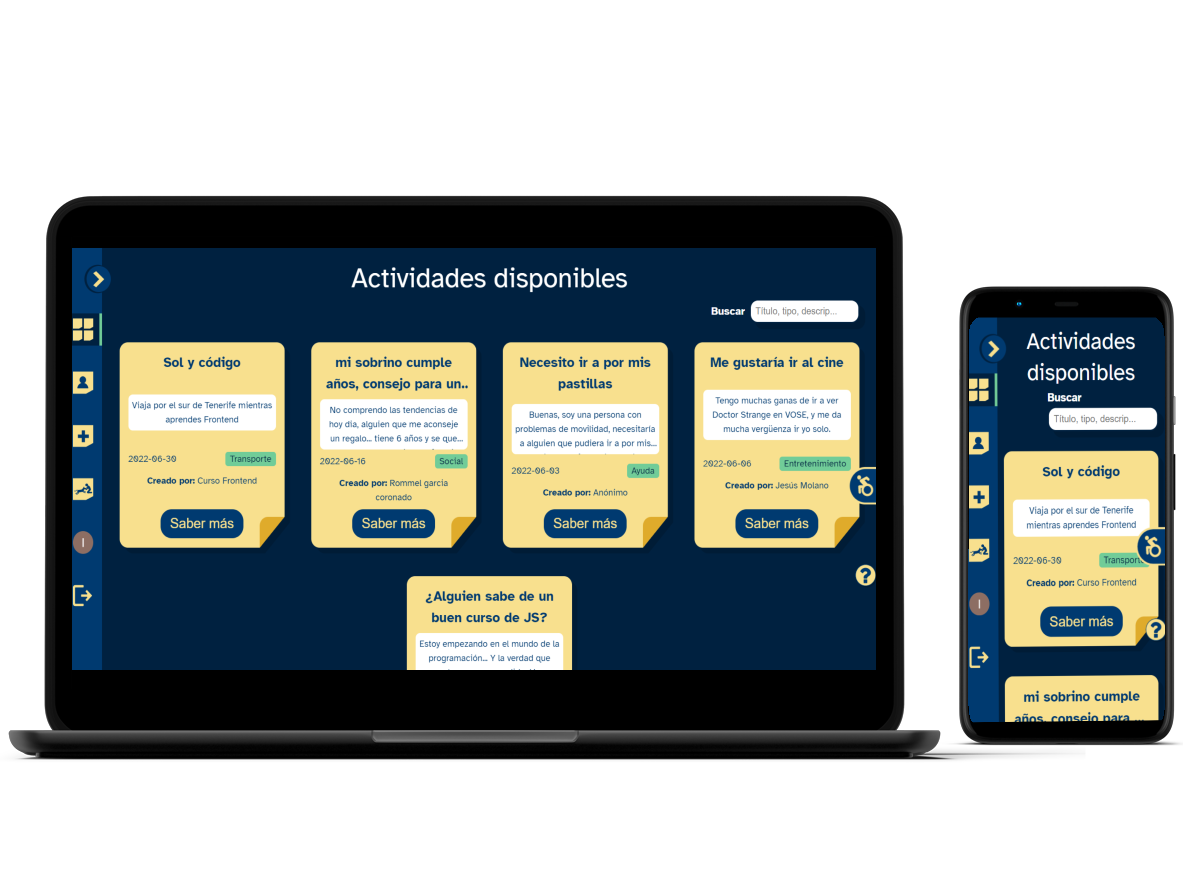 Actividades disponibles
Buscar
Título, tipo, descrip...
Sol y código
Viaja por el sur de Tenerife mientras
aprendes Frontend
2022-06-30
Transporte
Creado por: Curso Frontend
Saber más
mi sobrino cumple
años, consejo para un..
No comprendo las tendencias de
hoy día, alguien que me aconseje
un regalo... tiene 6 años y se que...
2022-06-16
Social
Creado por: Rommel garcia
coronado
Saber más
Necesito ir a por mis
pastillas
Buenas, soy una persona con
problemas de movilidad, necesitaria
a alguien que pudiera ir a por mis...
2022-06-03
Ayuda
Creado por: Anónimo
Saber más
Me gustaría ir al cine
Tengo muchas ganas de ir a ver
Doctor Strange en VOSE, y me da
mucha vergüenza ir yo solo.
2022-06-06
Entretenimiento
Creado por: Jesús Molano
Saber más
¿Alguien sabe de un
buen curso de JS?
Estoy empezando en el mundo de la
programación... Y la verdad que
I
?
Actividades
disponibles
Buscar
Título, tipo, descrip...
Sol y código
Viaja por el sur de Tenerife
mientras aprendes Frontend
2022-06-30
Transport
Creado por: Curso Frontend
Saber más
mi sobrino cumple
años, consejo para ...
I
?